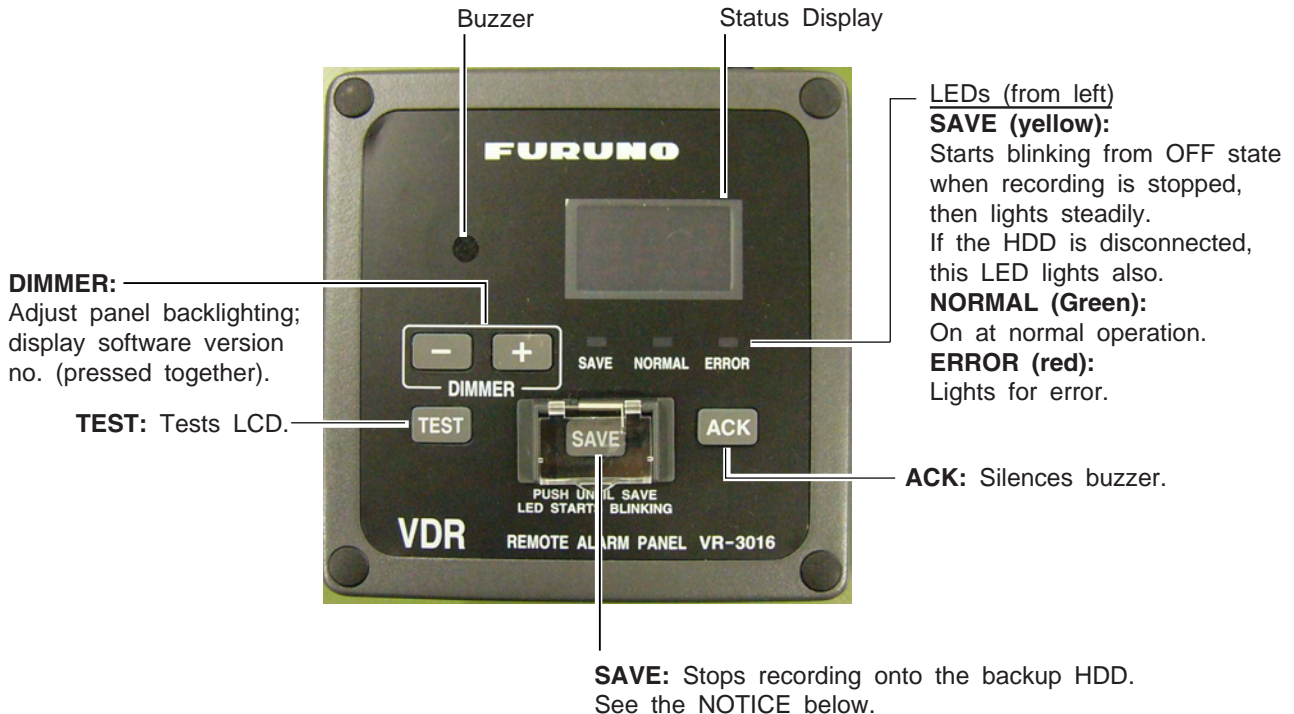 Buzzer
Status Display
LEDs (from left)
SAVE (yellow):
Starts blinking from OFF state
when recording is stopped,
then lights steadily.
If the HDD is disconnected,
this LED lights also.
NORMAL (Green):
On at normal operation.
ERROR (red):
Lights for error.
DIMMER:
Adjust panel backlighting;
display software version
no. (pressed together).
TEST: Tests LCD.
ACK: Silences buzzer.
FURUNO
− +
DIMMER
SAVE NORMAL ERROR
TEST
SAVE
ACK
PUSH UNTIL SAVE
LED STARTS BLINKING
VDR REMOTE ALARM PANEL VR-3016
SAVE: Stops recording onto the backup HDD.
See the NOTICE below.